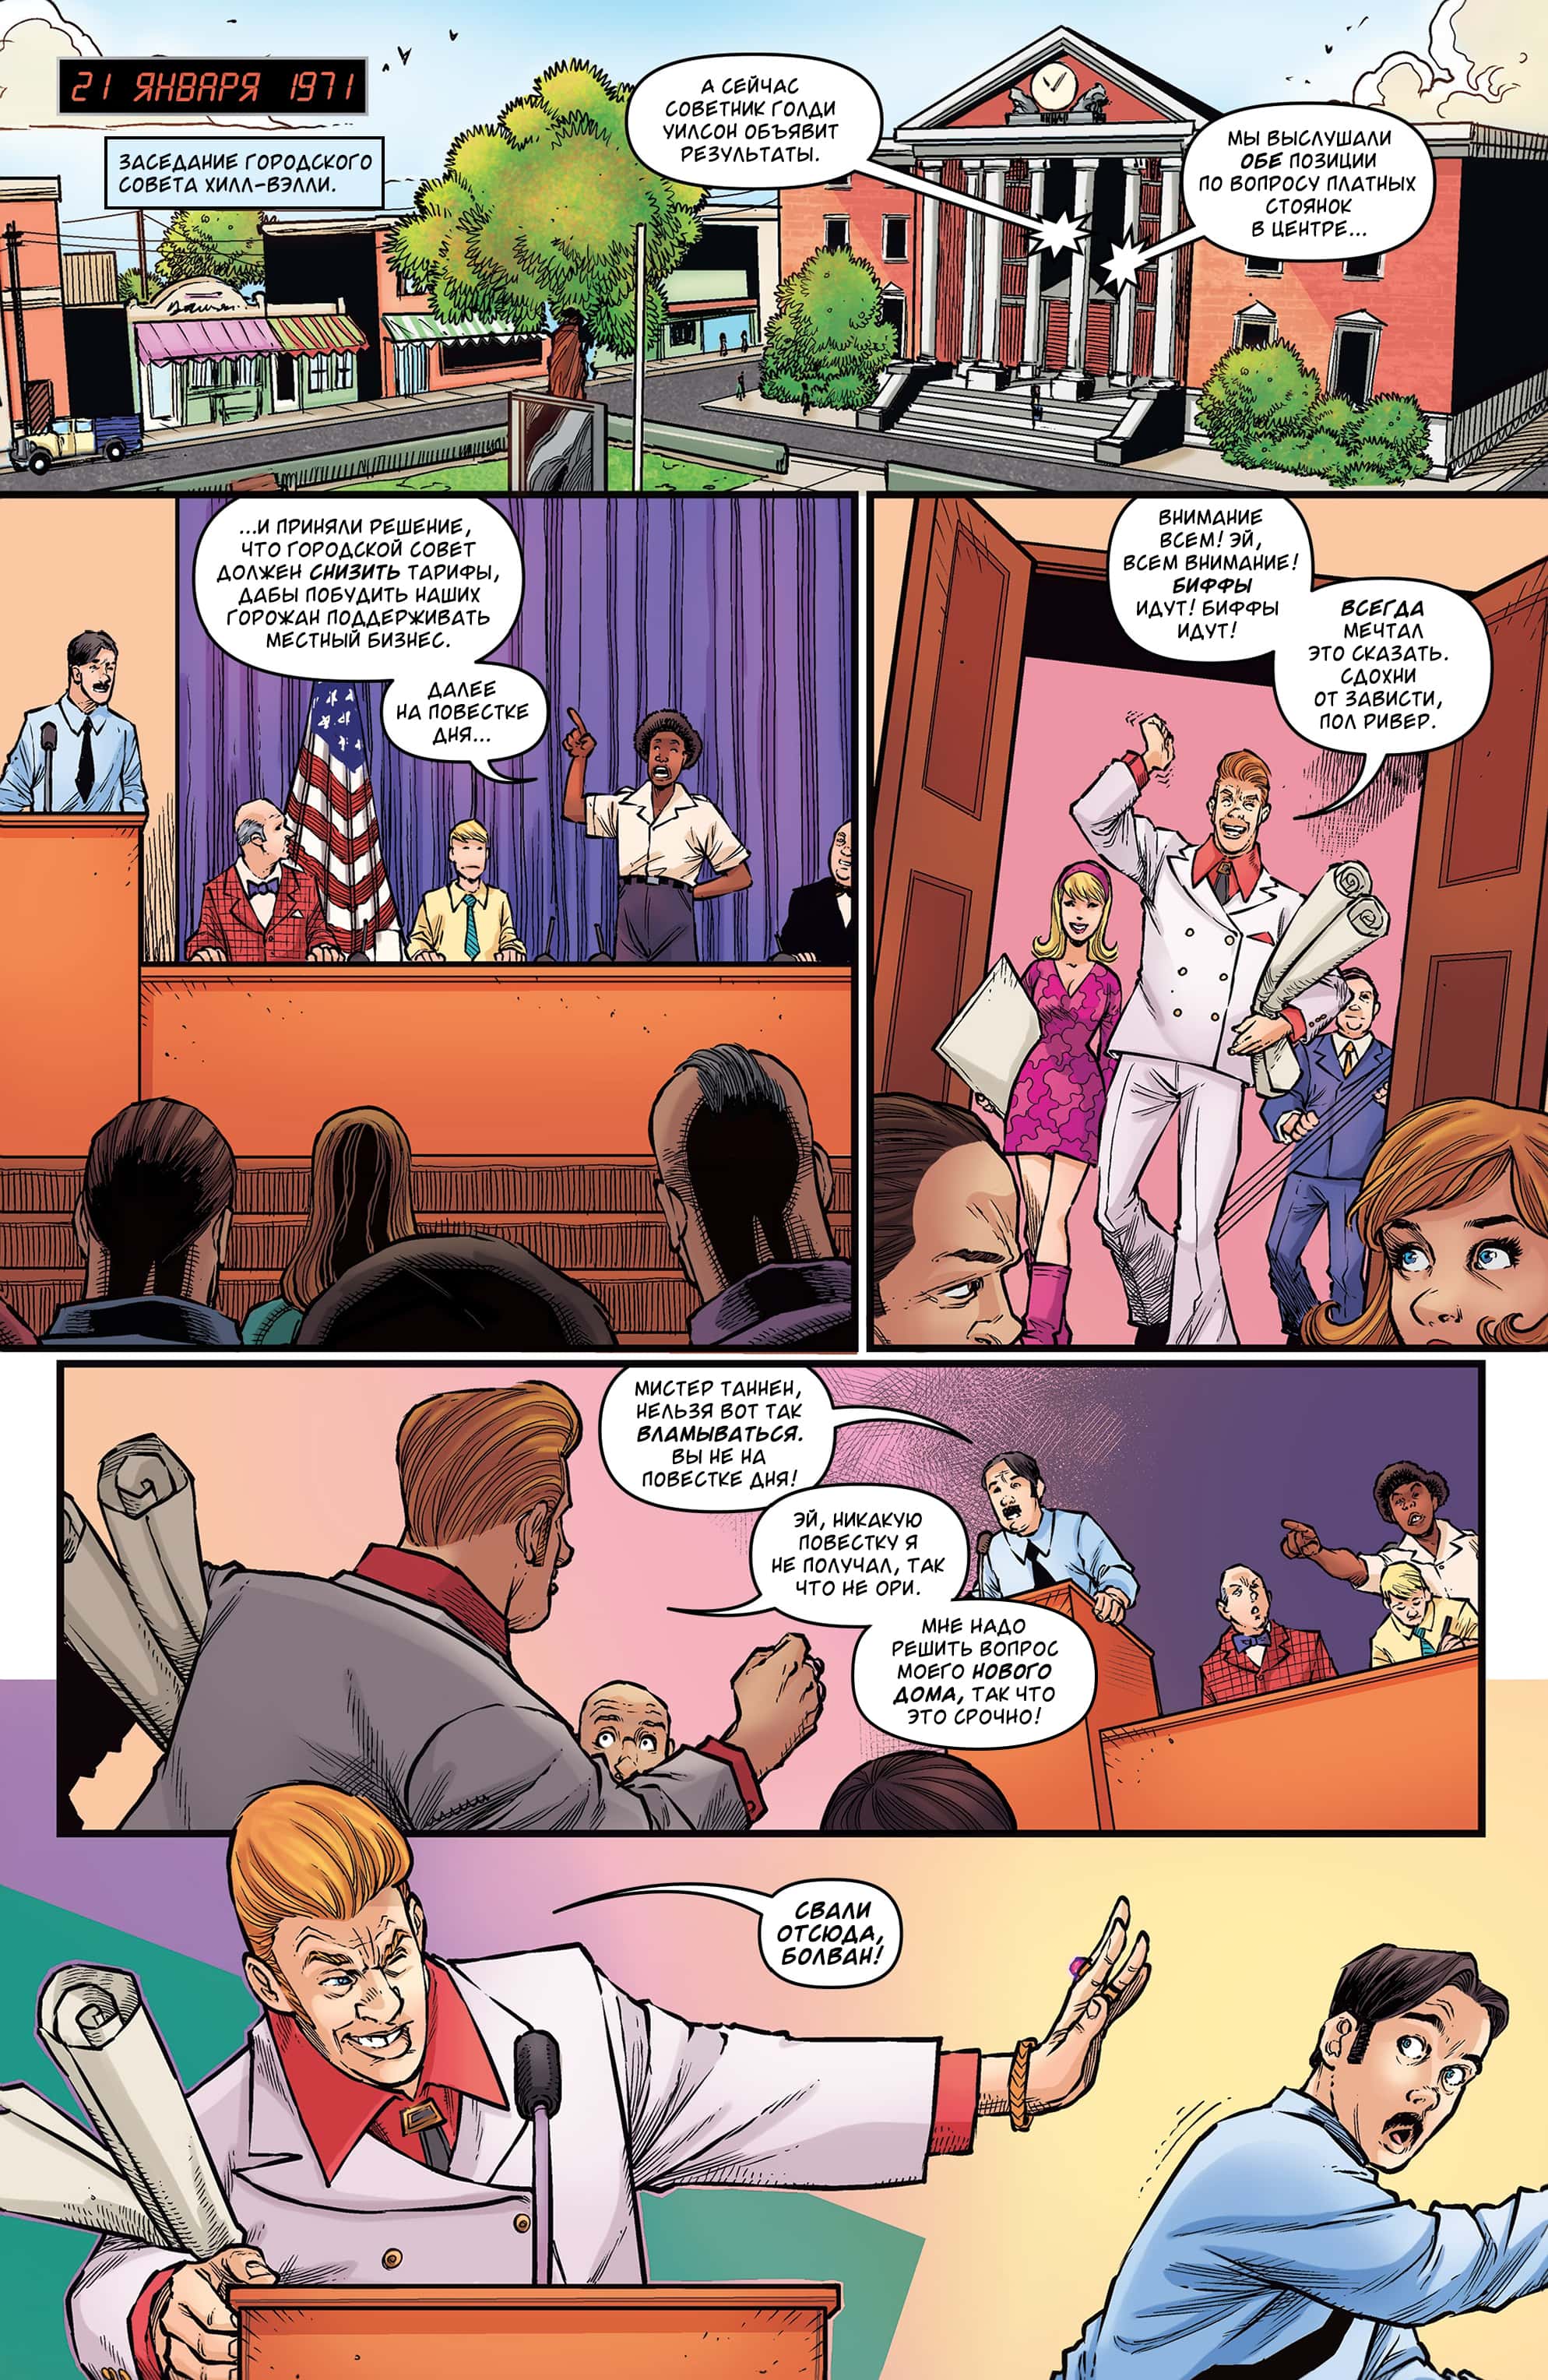 21 ЯНВАРЯ 1971
ЗАСЕДАНИЕ ГОРОДСКОГО
СОВЕТА ХИЛЛ-ВЭЛЛИ.
А СЕЙЧАС
СОВЕТНИК ГОЛДИ
УИЛСОН ОБЪЯВИТ
РЕЗУЛЬТАТЫ.
МЫ ВЫСЛУШАЛИ
ОБЕ ПОЗИЦИИ
ПО ВОПРОСУ ПЛАТНЫХ
СТОЯНОК
В ЦЕНТРЕ...
...И ПРИНЯЛИ РЕШЕНИЕ,
ЧТО ГОРОДСКОЙ СОВЕТ
ДОЛЖЕН СНИЗИТЬ ТАРИФЫ,
ДАБЫ ПОБУДИТЬ НАШИХ
ГОРОЖАН ПОДДЕРЖИВАТЬ
МЕСТНЫЙ БИЗНЕС.
ДАЛЕЕ
НА ПОВЕСТКЕ
ДНЯ...
ВНИМАНИЕ
ВСЕМ! ЭЙ,
ВСЕМ ВНИМАНИЕ!
БИФФЫ
ИДУТ! БИФФЫ
ИДУТ!
ВСЕГДА
МЕЧТАЛ
ЭТО СКАЗАТЬ.
СДОХНИ
ОТ ЗАВИСТИ,
ПОЛ РИВЕР.
МИСТЕР ТАННЕН,
НЕЛЬЗЯ ВОТ ТАК
ВЛАМЫВАТЬСЯ.
ВЫ НЕ НА
ПОВЕСТКЕ ДНЯ!
ЭЙ, НИКАКУЮ
ПОВЕСТКУ Я
НЕ ПОЛУЧАЛ, ТАК
ЧТО НЕ ОРИ.
МНЕ НАДО
РЕШИТЬ ВОПРОС
МОЕГО НОВОГО
ДОМА, ТАК ЧТО
ЭТО СРОЧНО!
СВАЛИ
ОТСЮДА,
БОЛВАН!